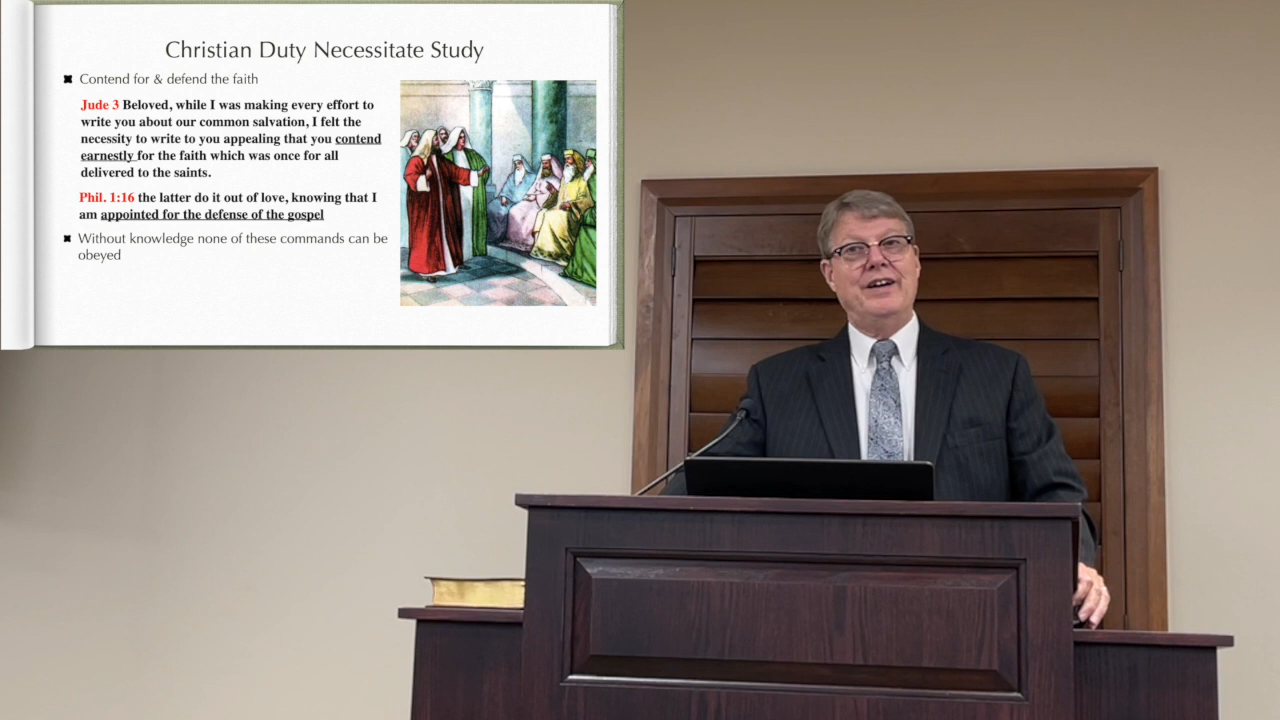 Christian Duty Necessitate Study
Contend for & defend the faith
Jude 3 Beloved, while I was making every effort to
write you about our common salvation, I felt the
necessity to write to you appealing that you contend
earnestly for the faith which was once for all
delivered to the saints.
Phil. 1:16 the latter do it out of love, knowing that I
am appointed for the defense of the gospel
Without knowledge none of these commands can be
obeyed